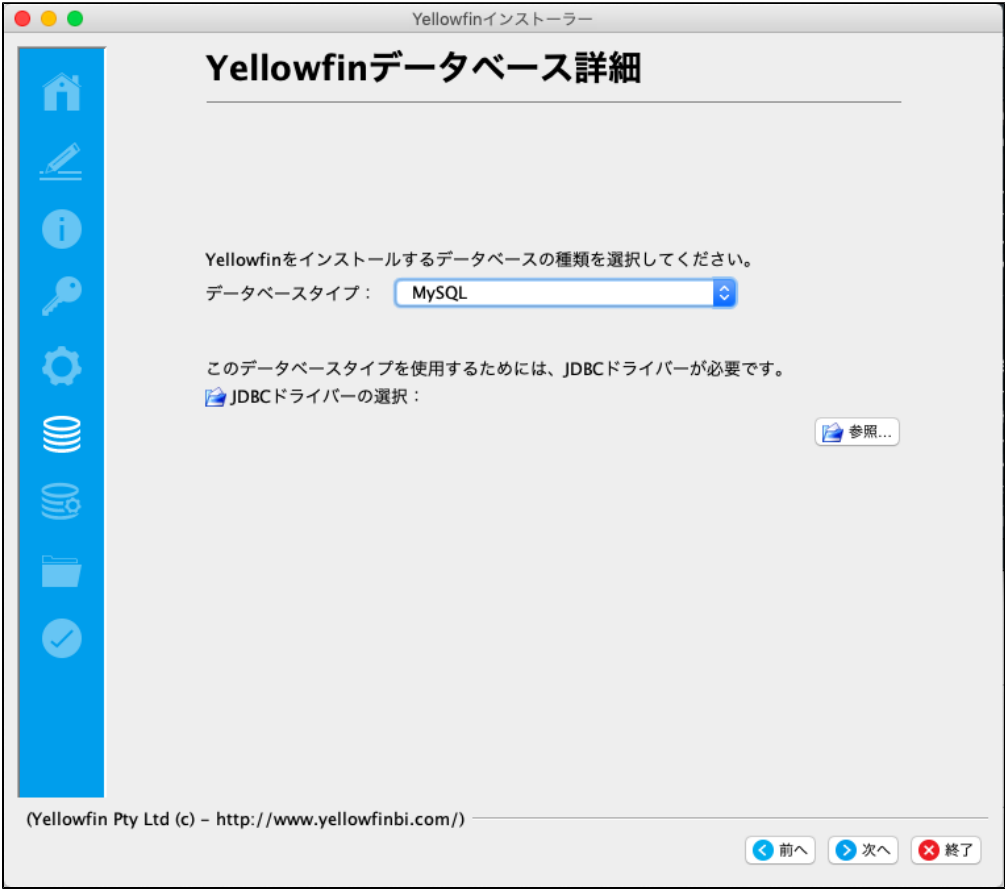 Yellowfinインストーラー
Yellowfinデータベース詳細
Yellowfinをインストールするデータベースの種類を選択してください。
データベースタイプ： MySQL
このデータベースタイプを使用するためには、JDBCドライバーが必要です。
JDBCドライバーの選択：
参照...
(Yellowfin Pty Ltd (c) – http://www.yellowfinbi.com/)
前へ 次へ 終了